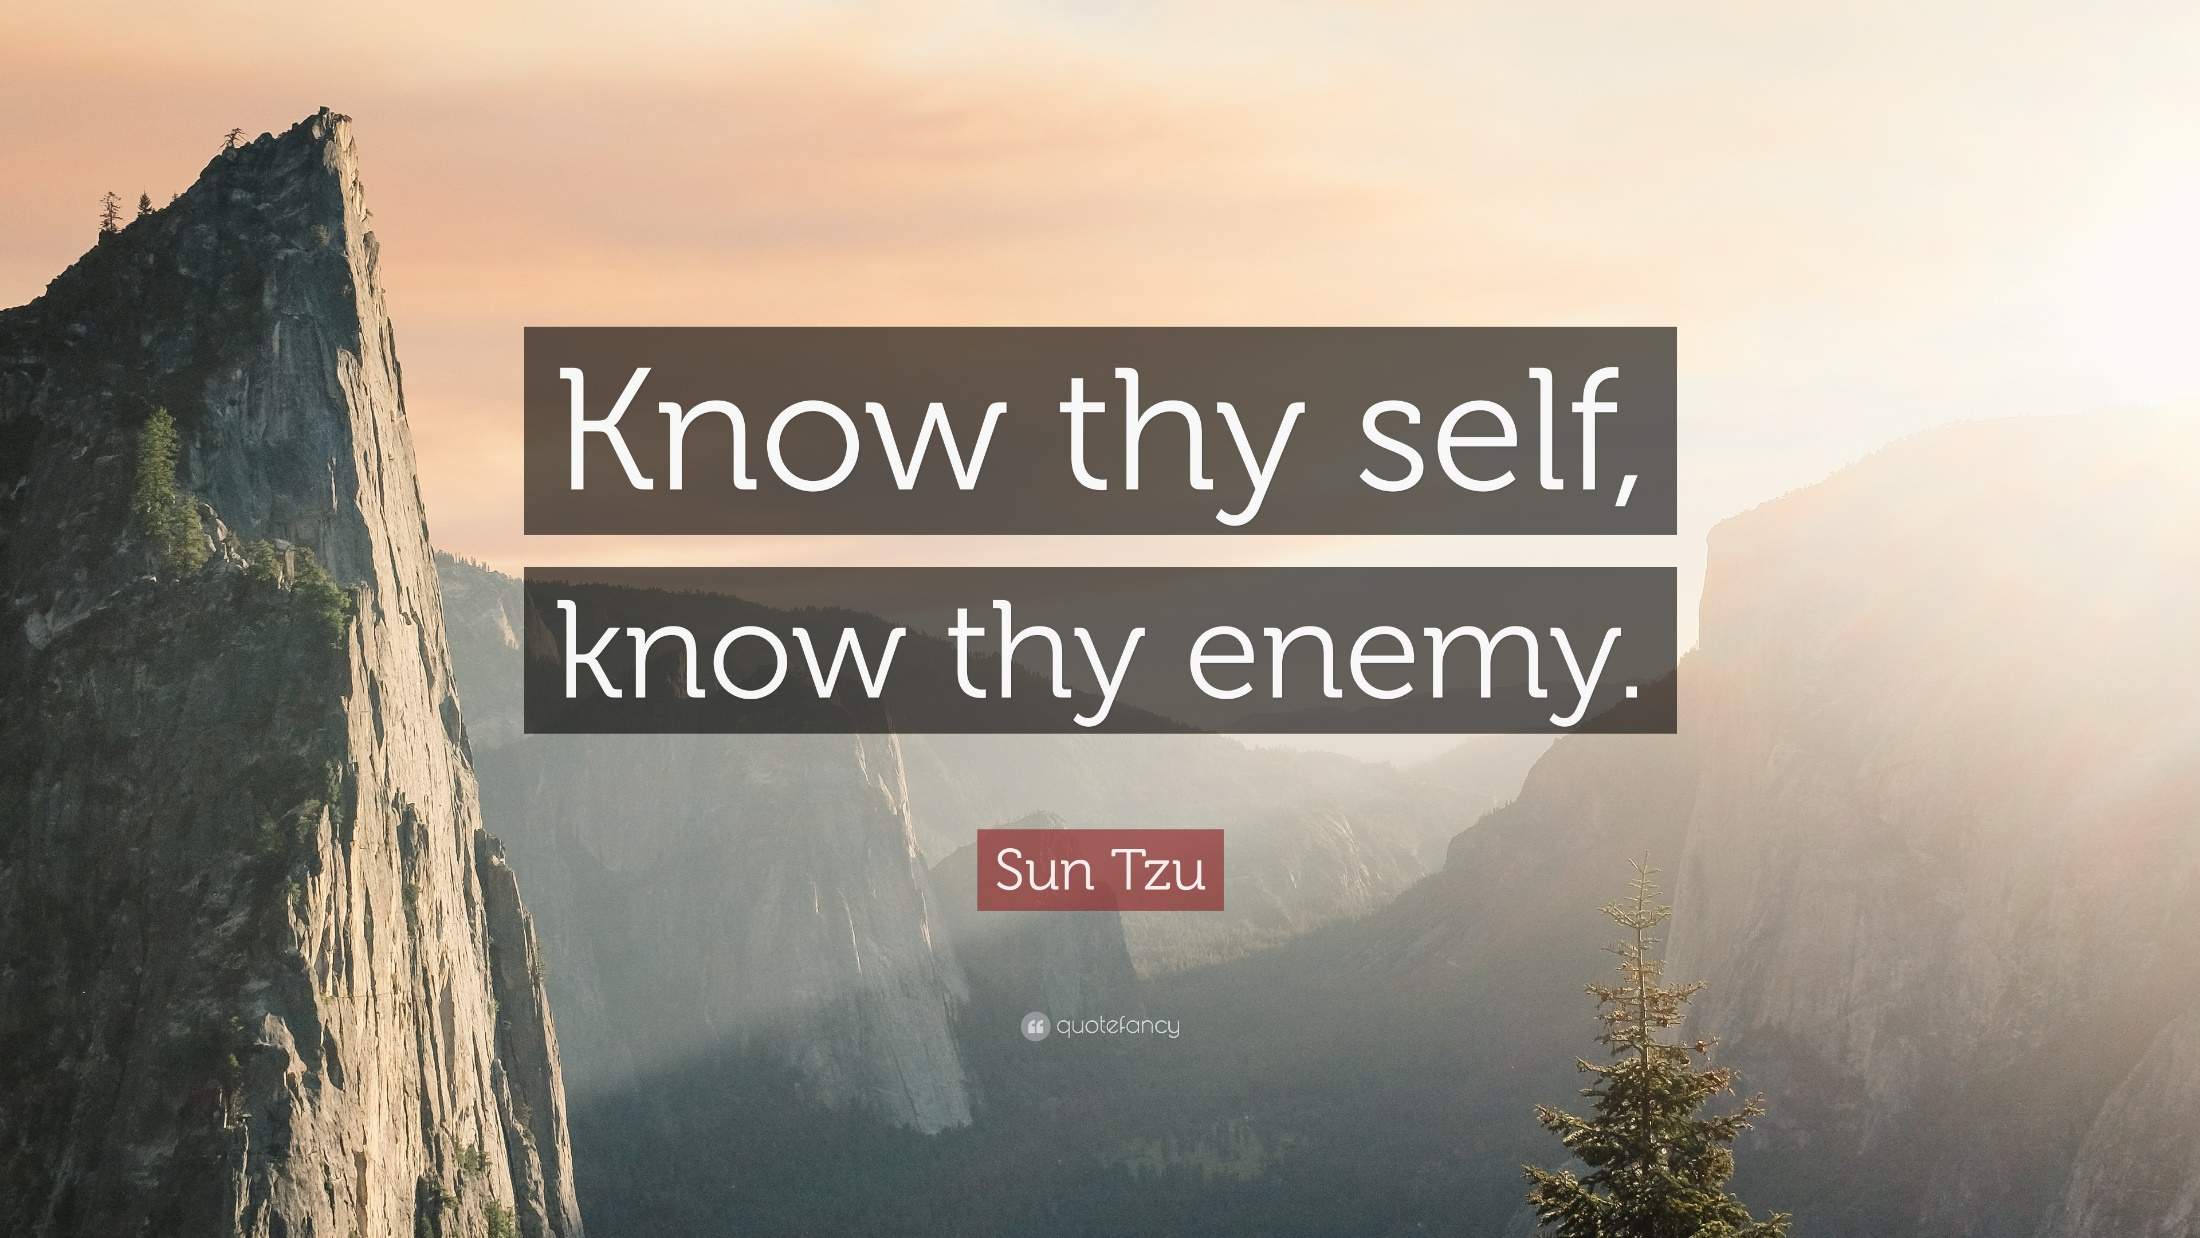 Know thy self,
know thy enemy.
Sun Tzu
quotefancy